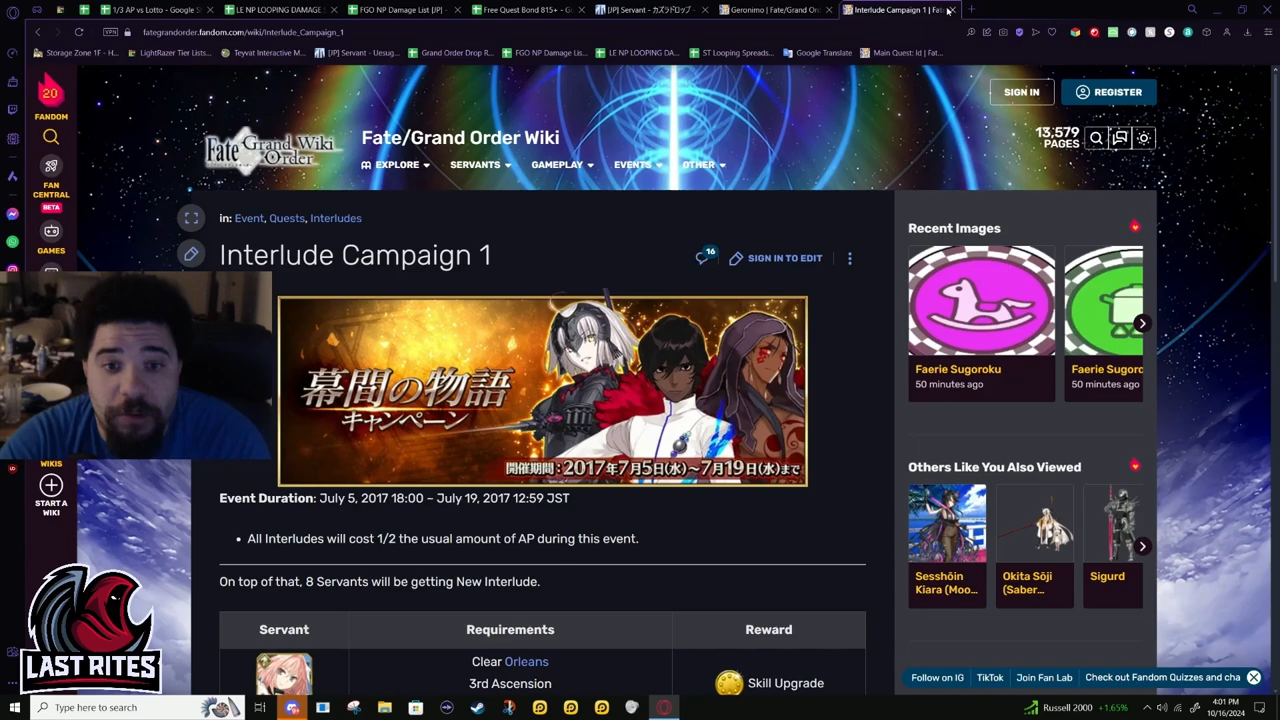 1/3 AP vs Lotto - Google S
LE NP LOOPING DAMAGE
FGO NP Damage List [JP] -
Free Quest Bond 815+ - Go
[JP] Servant - カズラドロップ -
Geronimo | Fate/Grand Ord
Interlude Campaign 1 | Fate
VPN
fategrandorder.fandom.com/wiki/Interlude_Campaign_1
Storage Zone 1F - H...
LightRazer Tier Lists...
Teyvat Interactive M...
[JP] Servant - Uesug...
Grand Order Drop R...
FGO NP Damage Lis...
LE NP LOOPING DA...
ST Looping Spreads...
Google Translate
Main Quest: Id | Fat...
20
FANDOM
FAN
CENTRAL
BETA
GAMES
WIKIS
START A
WIKI
Fate Grand Wiki
Order
Fate/Grand Order Wiki
EXPLORE
SERVANTS
GAMEPLAY
EVENTS
OTHER
SIGN IN
REGISTER
13,579
PAGES
in: Event, Quests, Interludes
Interlude Campaign 1
16
SIGN IN TO EDIT
幕間の物語
キャンペーン
開催期間:2017年7月5日(水)~7月19日(水)まで
Event Duration: July 5, 2017 18:00 – July 19, 2017 12:59 JST
• All Interludes will cost 1/2 the usual amount of AP during this event.
On top of that, 8 Servants will be getting New Interlude.
Servant
Requirements
Reward
Clear Orleans
3rd Ascension
Skill Upgrade
Recent Images
Faerie Sugoroku
50 minutes ago
Faerie Sugoro
50 minutes ago
Others Like You Also Viewed
Sesshōin
Kiara (Moo...
Okita Sōji
(Saber...
Sigurd
Follow on IG
TikTok
Join Fan Lab
Check out Fandom Quizzes and cha
LAST RITES
Type here to search
Russell 2000 +1.65%
4:01 PM
10/16/2024